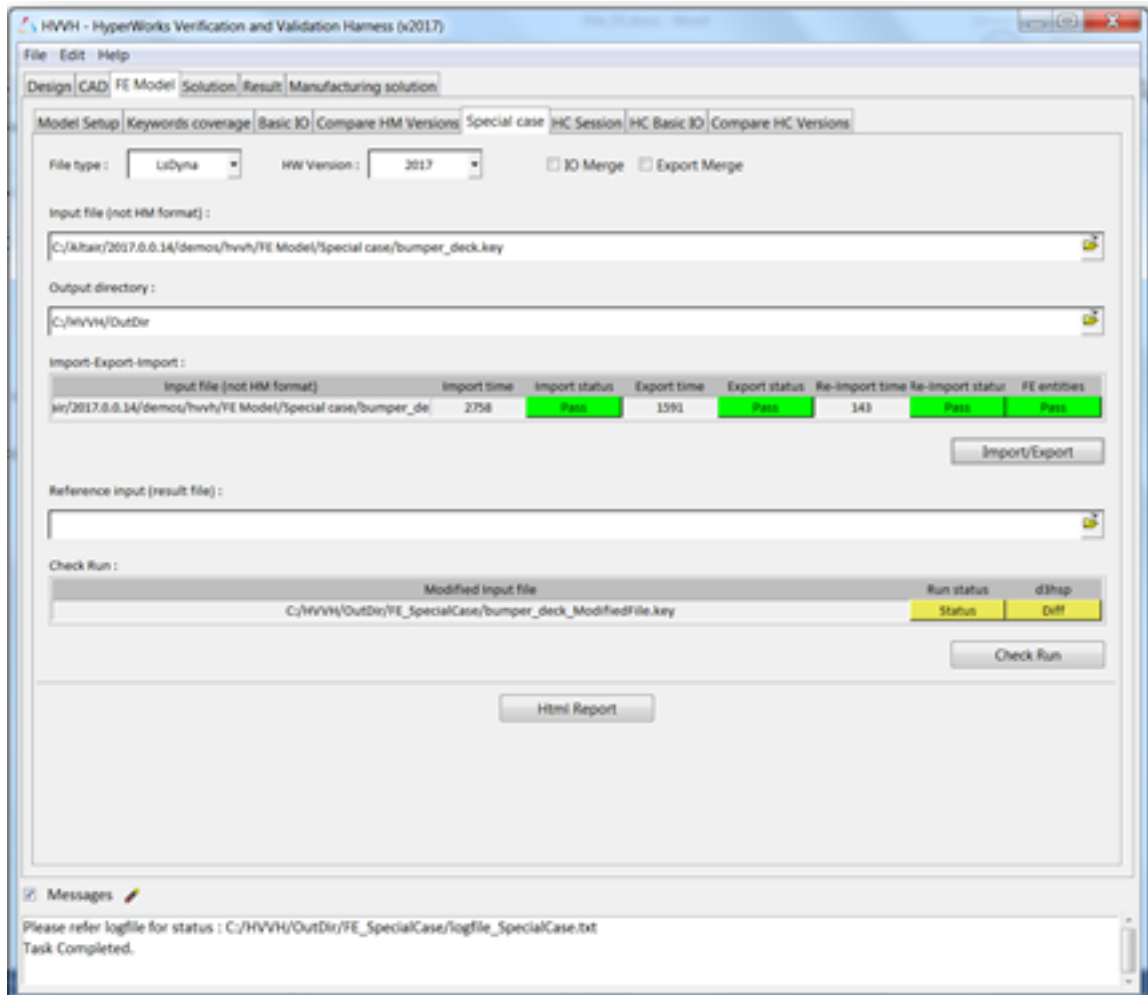 HVVH - HyperWorks Verification and Validation Harness (v2017)
File Edit Help
Design CAD FE Model Solution Result Manufacturing solution
Model Setup Keywords coverage Basic IO Compare HM Versions Special case HC Session HC Basic IO Compare HC Versions
File type : LsDyna HW Version : 2017 IO Merge Export Merge
Input file (not HM format) :
C:/Altair/2017.0.0.14/demos/hvvh/FE Model/Special case/bumper_deck.key
Output directory :
C:/HVVH/OutDir
Import-Export-Import :
Input file (not HM format) Import time Import status Export time Export status Re-Import time Re-Import statu: FE entities
air/2017.0.0.14/demos/hvvh/FE Model/Special case/bumper_de 2758 Pass 1591 Pass 143 Pass Pass
Import/Export
Reference input (result file) :
Check Run :
Modified Input file Run status d3hsp
C:/HVVH/OutDir/FE_SpecialCase/bumper_deck_ModifiedFile.key Status Diff
Check Run
Html Report
Messages
Please refer logfile for status : C:/HVVH/OutDir/FE_SpecialCase/logfile_SpecialCase.txt
Task Completed.